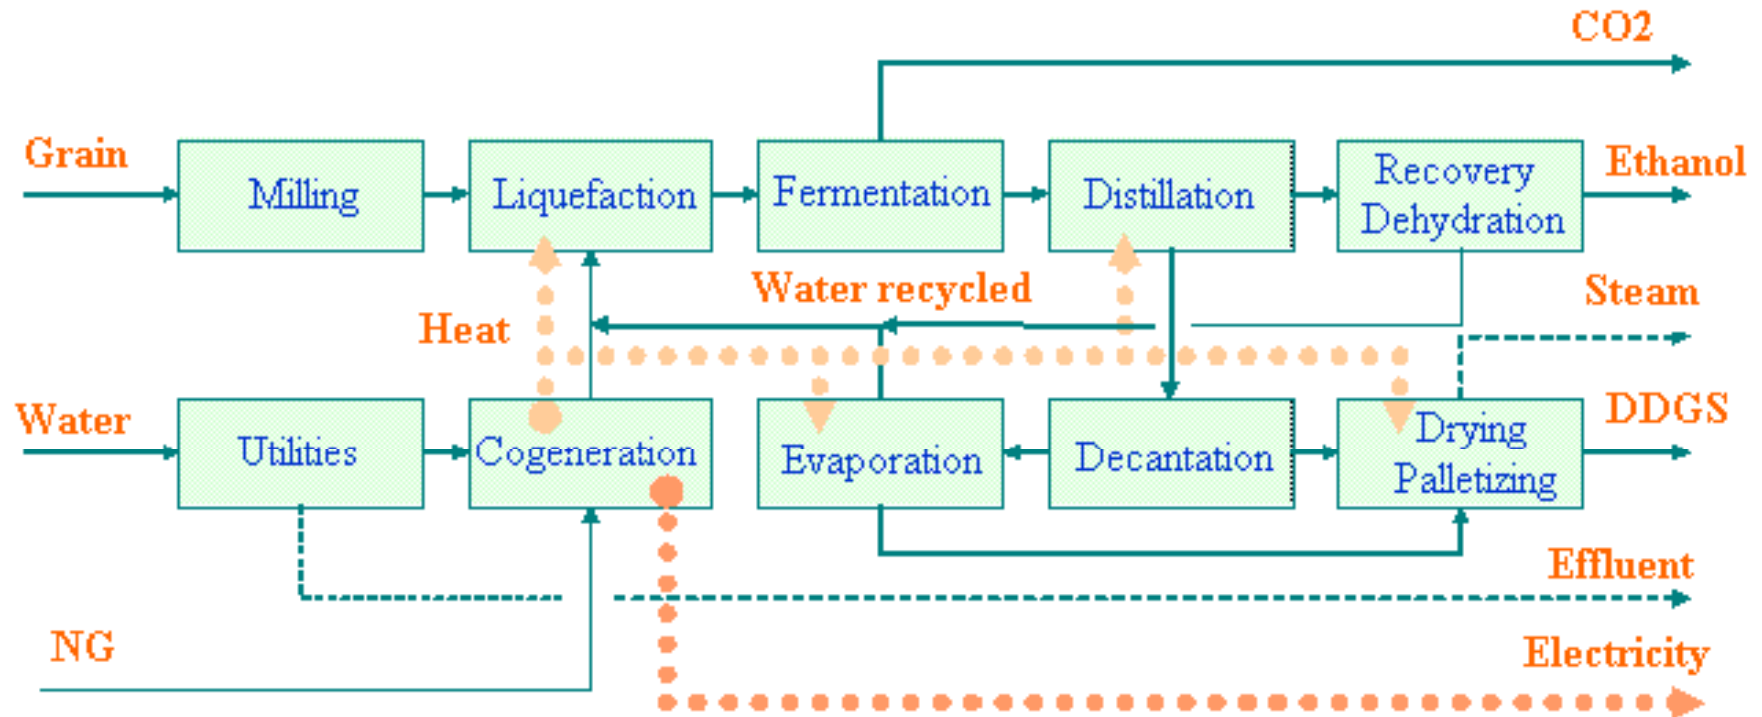 CO2
Grain
Milling
Liquefaction
Fermentation
Distillation
Recovery
Dehydration
Ethanol
Heat
Water recycled
Steam
Water
Utilities
Cogeneration
Evaporation
Decantation
Drying
Palletizing
DDGS
Effluent
NG
Electricity